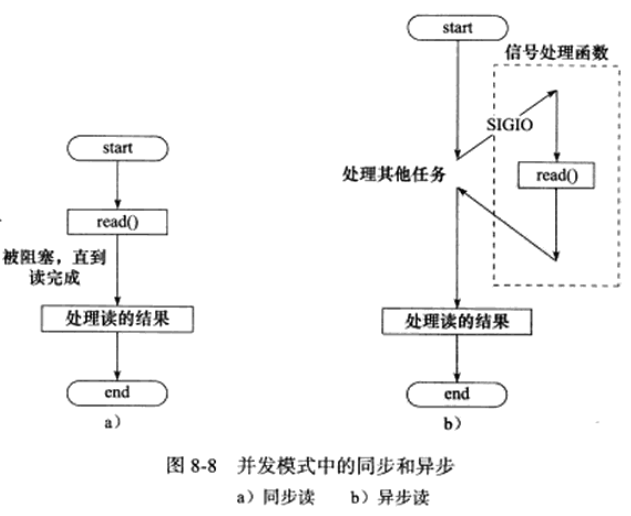 start
read()
被阻塞，直到
读完成
处理读的结果
end
a）
start
信号处理函数
SIGIO
处理其他任务
read()
处理读的结果
end
b）
图 8-8 并发模式中的同步和异步
a）同步读 b）异步读